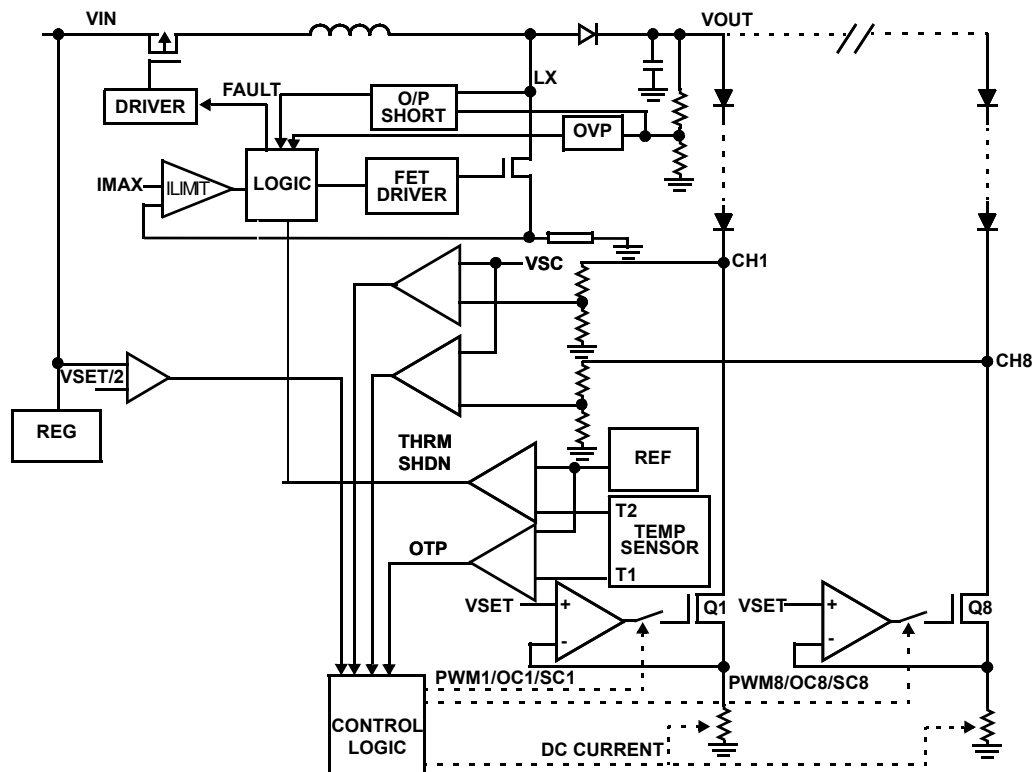 VIN
VOUT
LX
FAULT
DRIVER
O/P
SHORT
OVP
IMAX
ILIMIT
LOGIC
FET
DRIVER
VSC
CH1
CH8
VSET/2
REG
THRM
SHDN
REF
T2
TEMP
SENSOR
T1
OTP
VSET
+
-
Q1
VSET
+
-
Q8
PWM1/OC1/SC1
PWM8/OC8/SC8
CONTROL
LOGIC
DC CURRENT